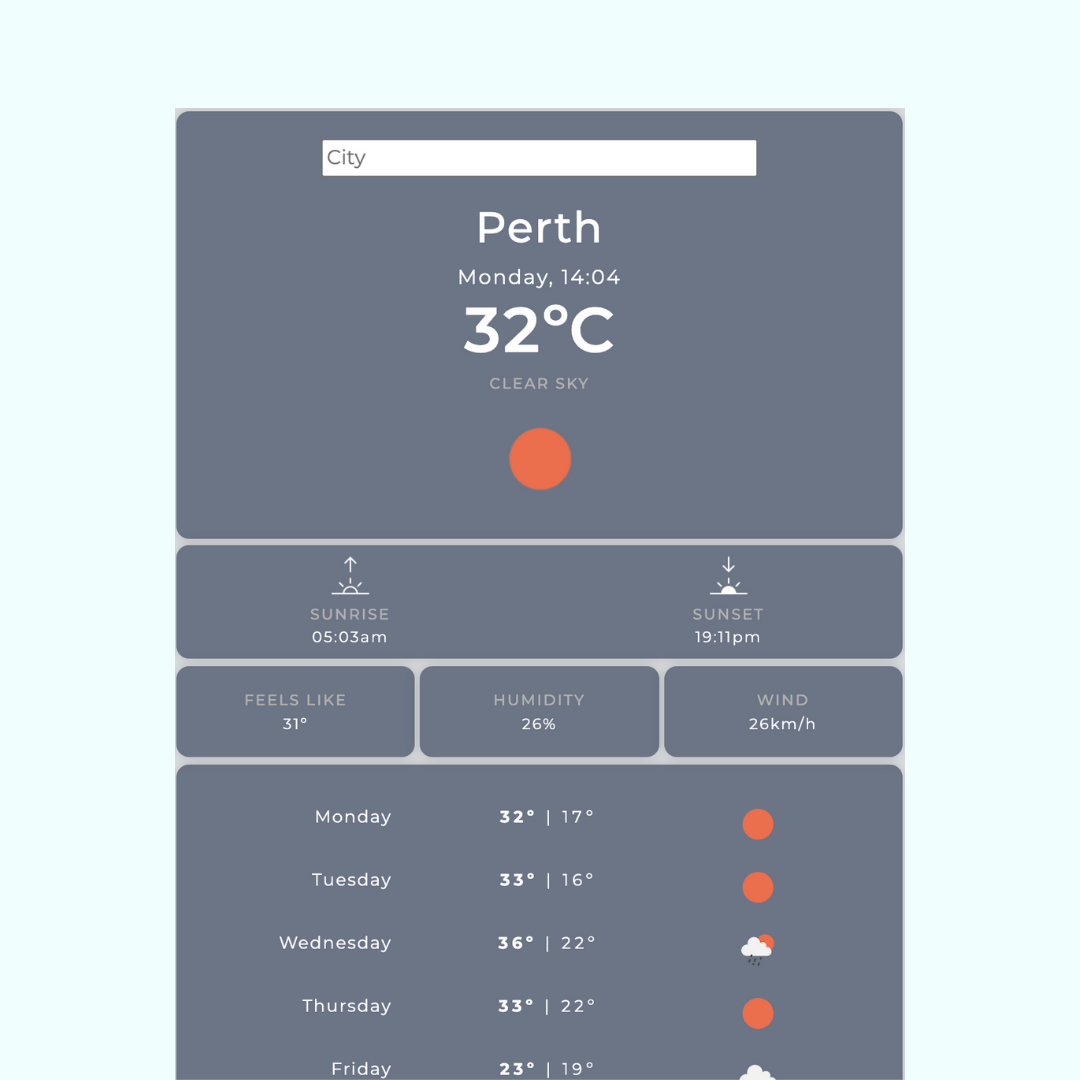 City
Perth
Monday, 14:04
32°C
CLEAR SKY
SUNRISE SUNSET
05:03am 19:11pm
FEELS LIKE HUMIDITY WIND
31° 26% 26km/h
Monday 32° | 17°
Tuesday 33° | 16°
Wednesday 36° | 22°
Thursday 33° | 22°
Friday 23° | 19°